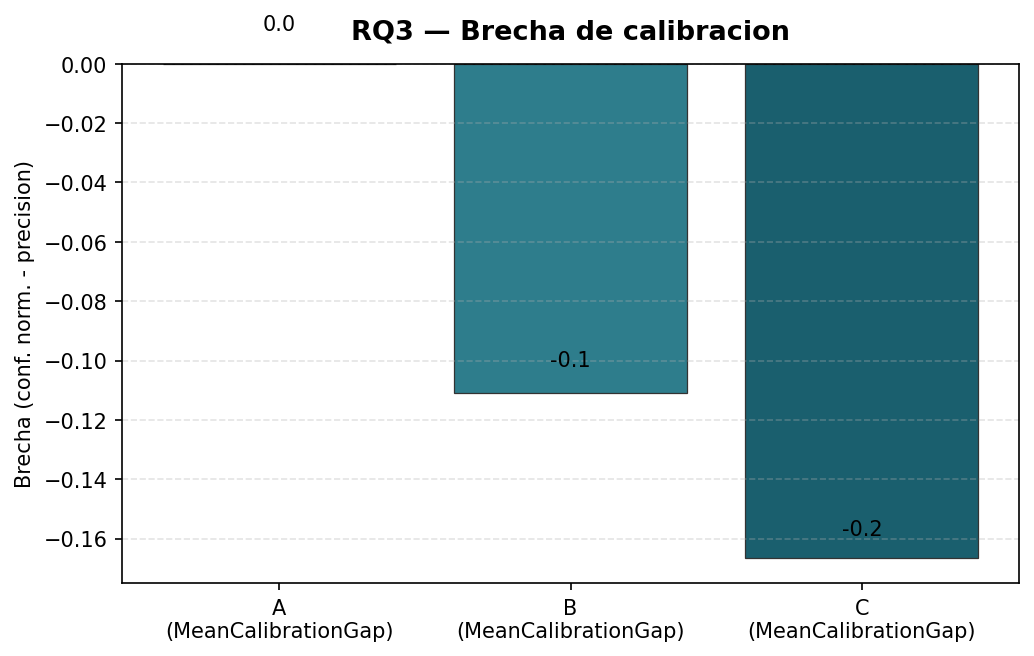 0.0
RQ3 — Brecha de calibracion
Brecha (conf. norm. - precision)
0.00
−0.02
−0.04
−0.06
−0.08
−0.10
−0.12
−0.14
−0.16
-0.1
-0.2
A
(MeanCalibrationGap)
B
(MeanCalibrationGap)
C
(MeanCalibrationGap)